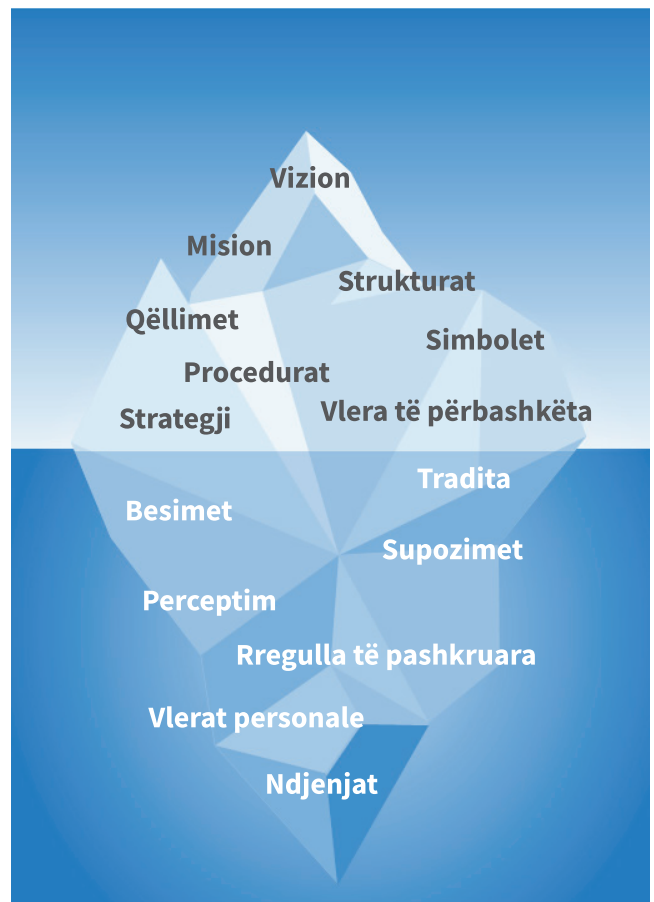 Vizion
Mision
Strukturat
Qëllimet
Simbolet
Procedurat
Vlera të përbashkëta
Strategji
Tradita
Besimet
Supozimet
Perceptim
Rregulla të pashkruara
Vlerat personale
Ndjenjat